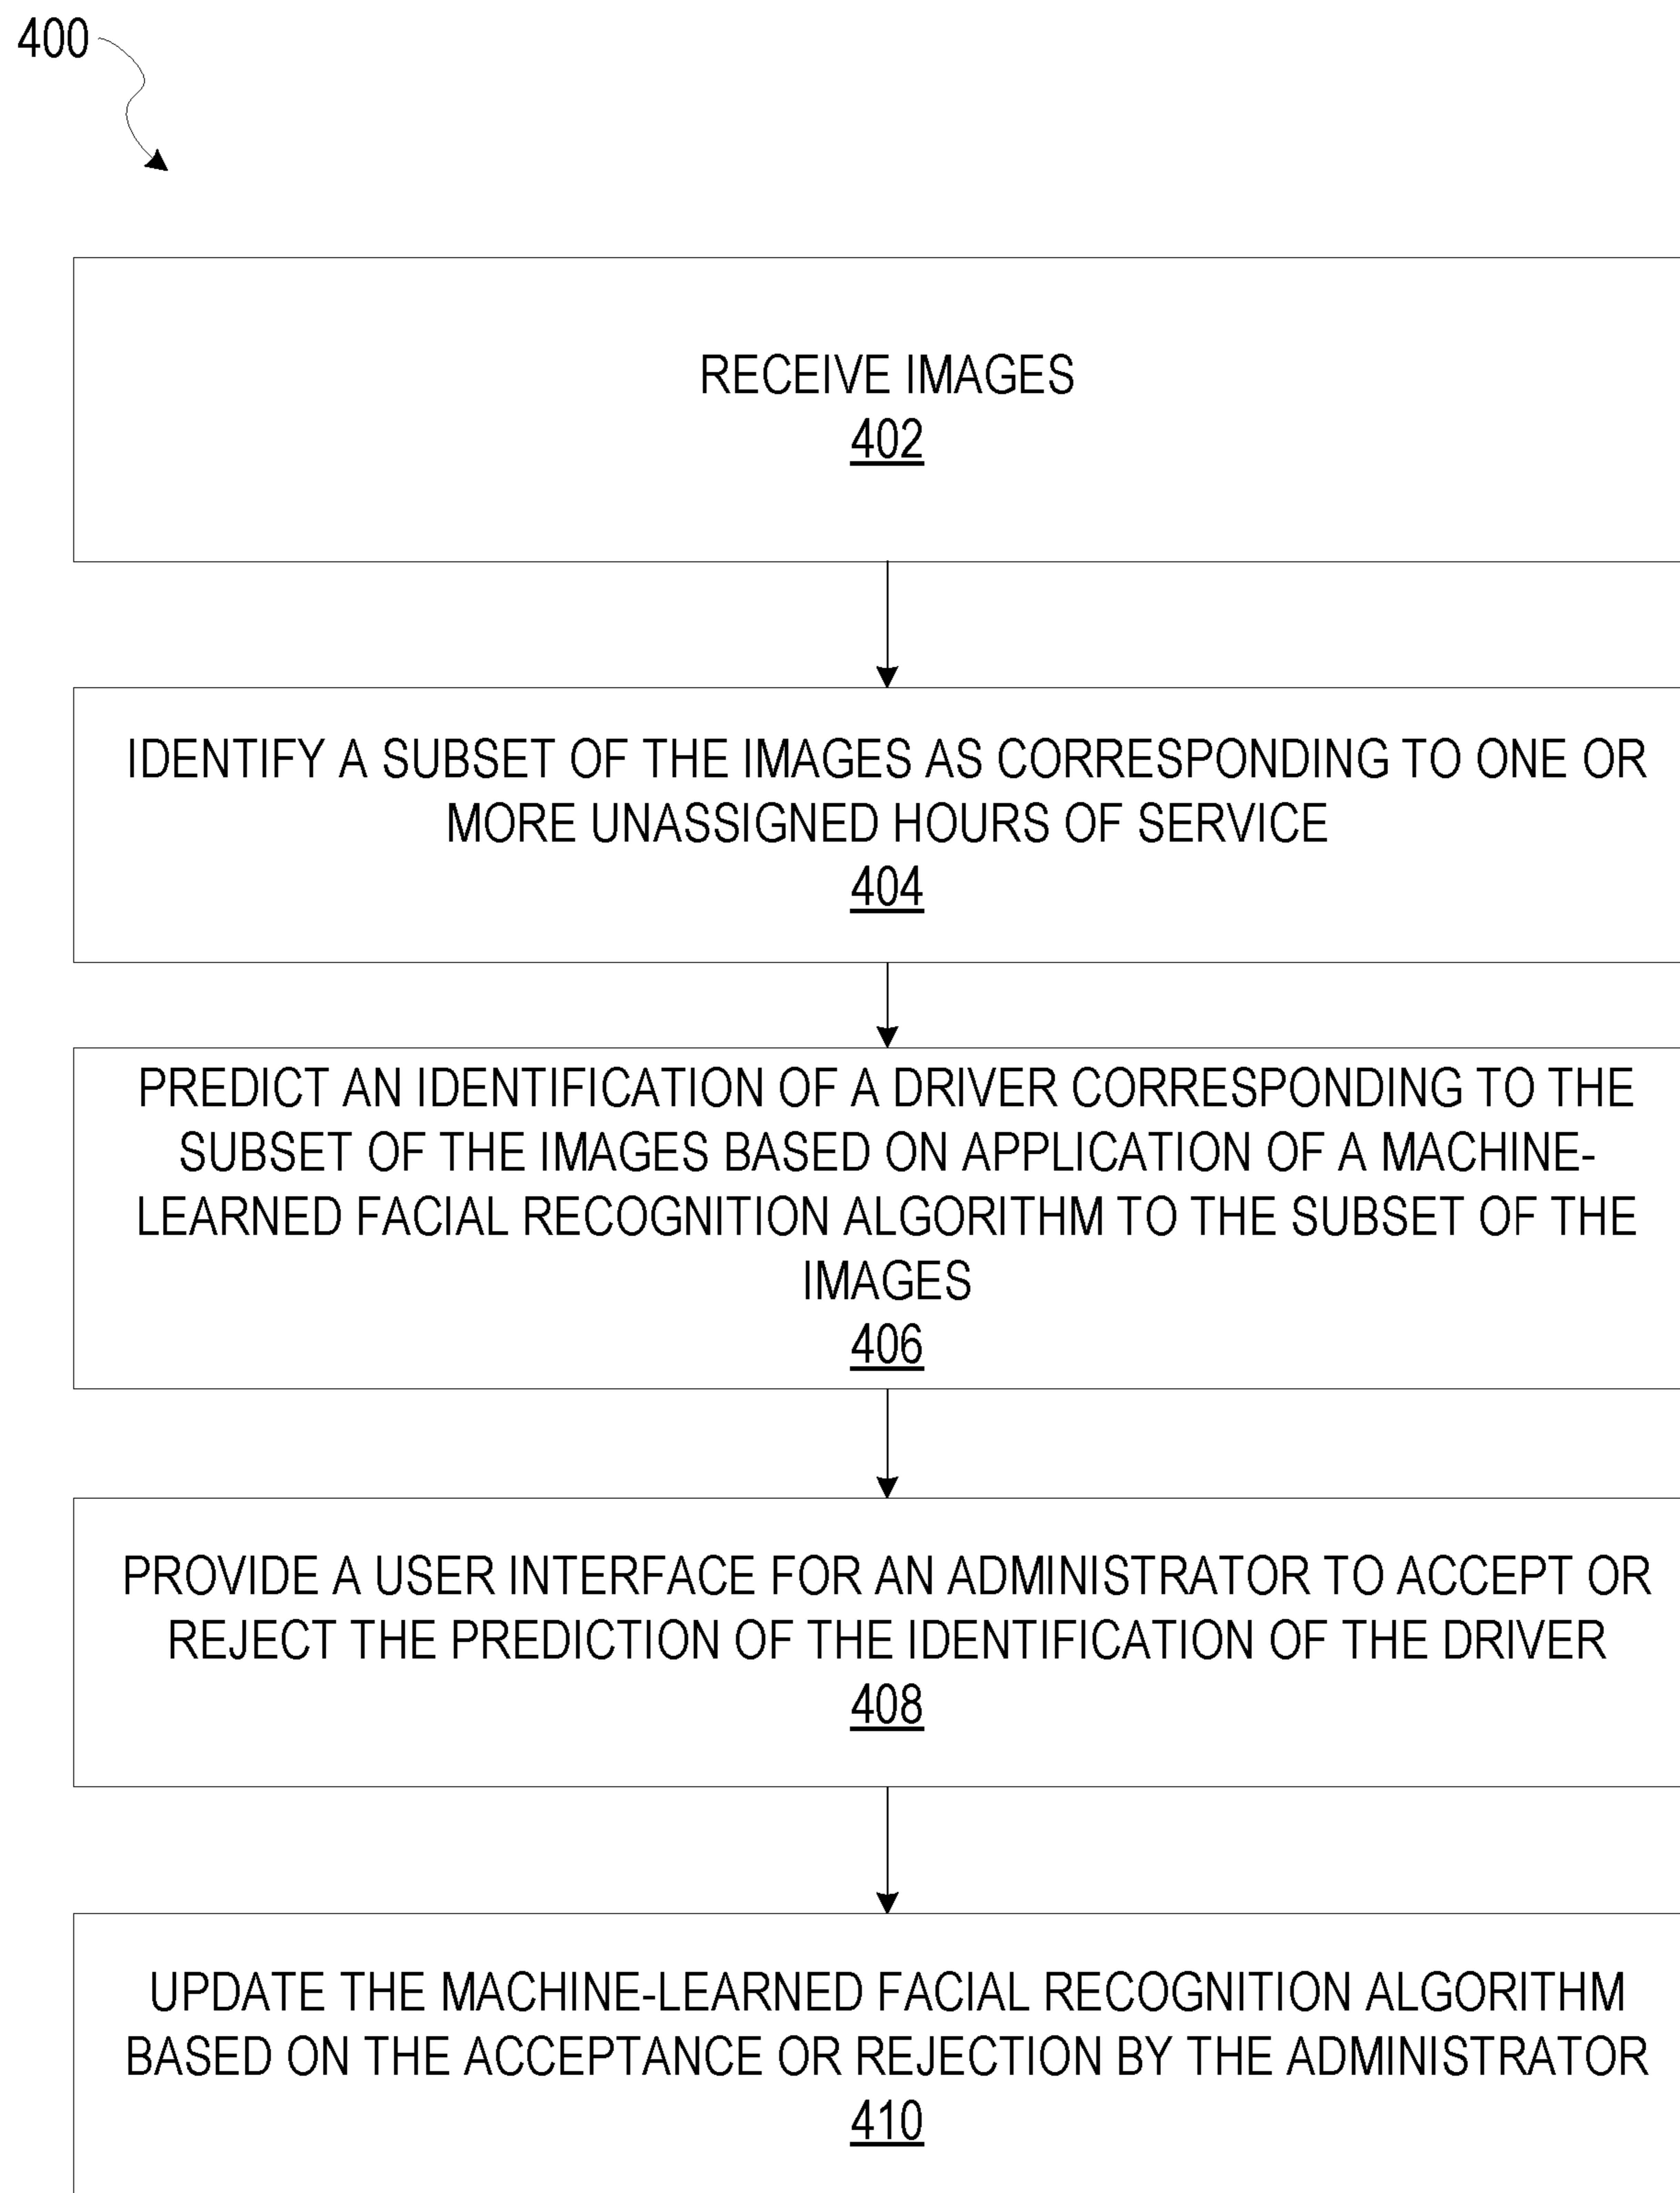 400
RECEIVE IMAGES
402
IDENTIFY A SUBSET OF THE IMAGES AS CORRESPONDING TO ONE OR
MORE UNASSIGNED HOURS OF SERVICE
404
PREDICT AN IDENTIFICATION OF A DRIVER CORRESPONDING TO THE
SUBSET OF THE IMAGES BASED ON APPLICATION OF A MACHINE-
LEARNED FACIAL RECOGNITION ALGORITHM TO THE SUBSET OF THE
IMAGES
406
PROVIDE A USER INTERFACE FOR AN ADMINISTRATOR TO ACCEPT OR
REJECT THE PREDICTION OF THE IDENTIFICATION OF THE DRIVER
408
UPDATE THE MACHINE-LEARNED FACIAL RECOGNITION ALGORITHM
BASED ON THE ACCEPTANCE OR REJECTION BY THE ADMINISTRATOR
410